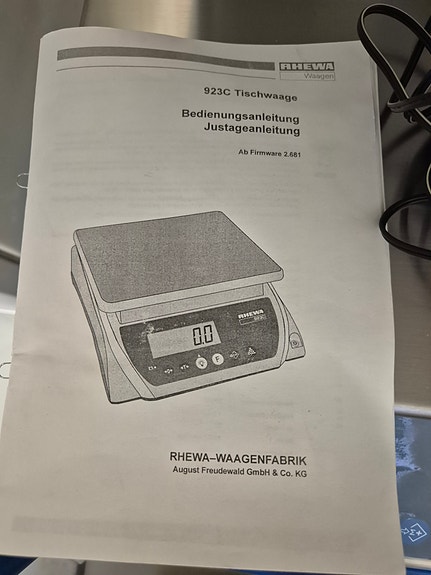 RHEWA
Waagen
923C Tischwaage
Bedienungsanleitung
Justageanleitung
Ab Firmware 2.681
0.0
RHEWA
F
RHEWA–WAAGENFABRIK
August Freudewald GmbH & Co. KG